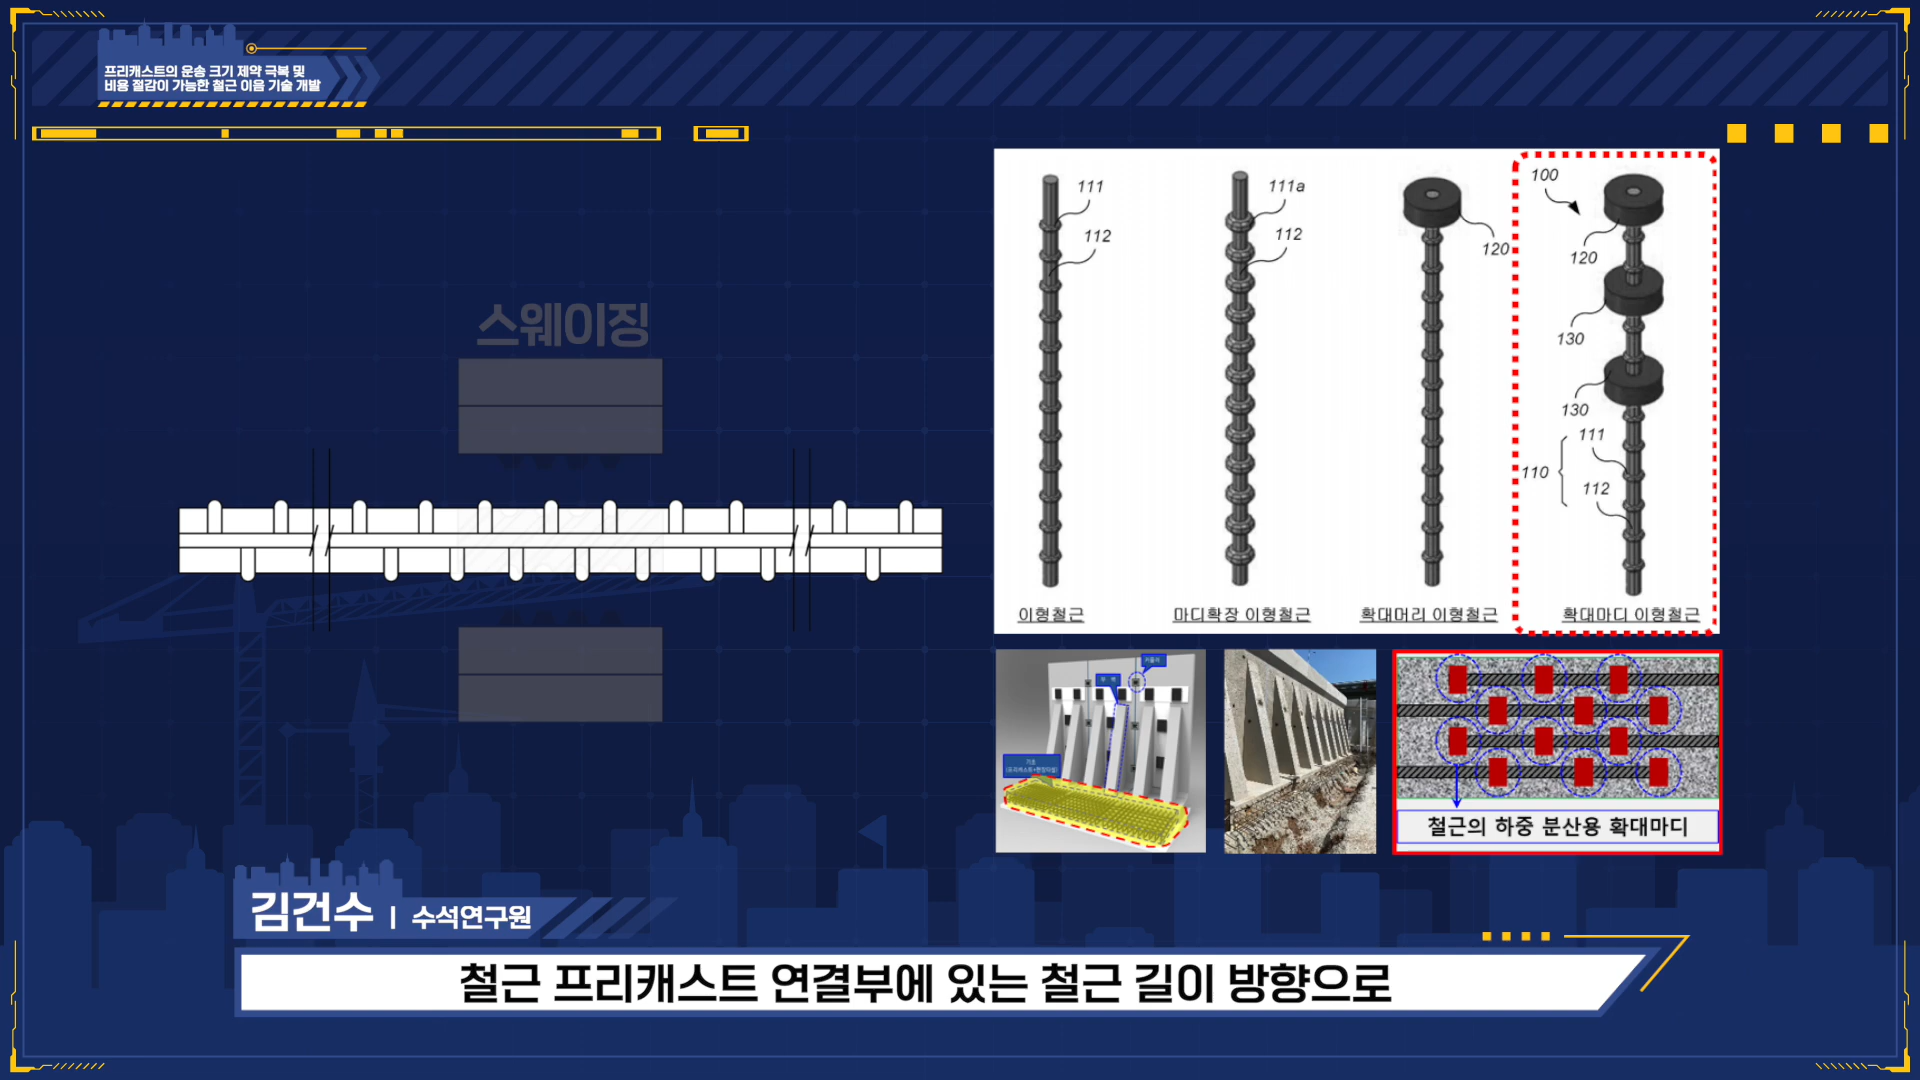 프리캐스트의 운송 크기 제약 극복 및
비용 절감이 가능한 철근 이음 기술 개발
스웨이징
111
112
이형철근
111a
112
마디확장 이형철근
120
확대머리 이형철근
100
120
130
130
111
110
112
확대마디 이형철근
철근의 하중 분산용 확대마디
김건수 | 수석연구원
철근 프리캐스트 연결부에 있는 철근 길이 방향으로